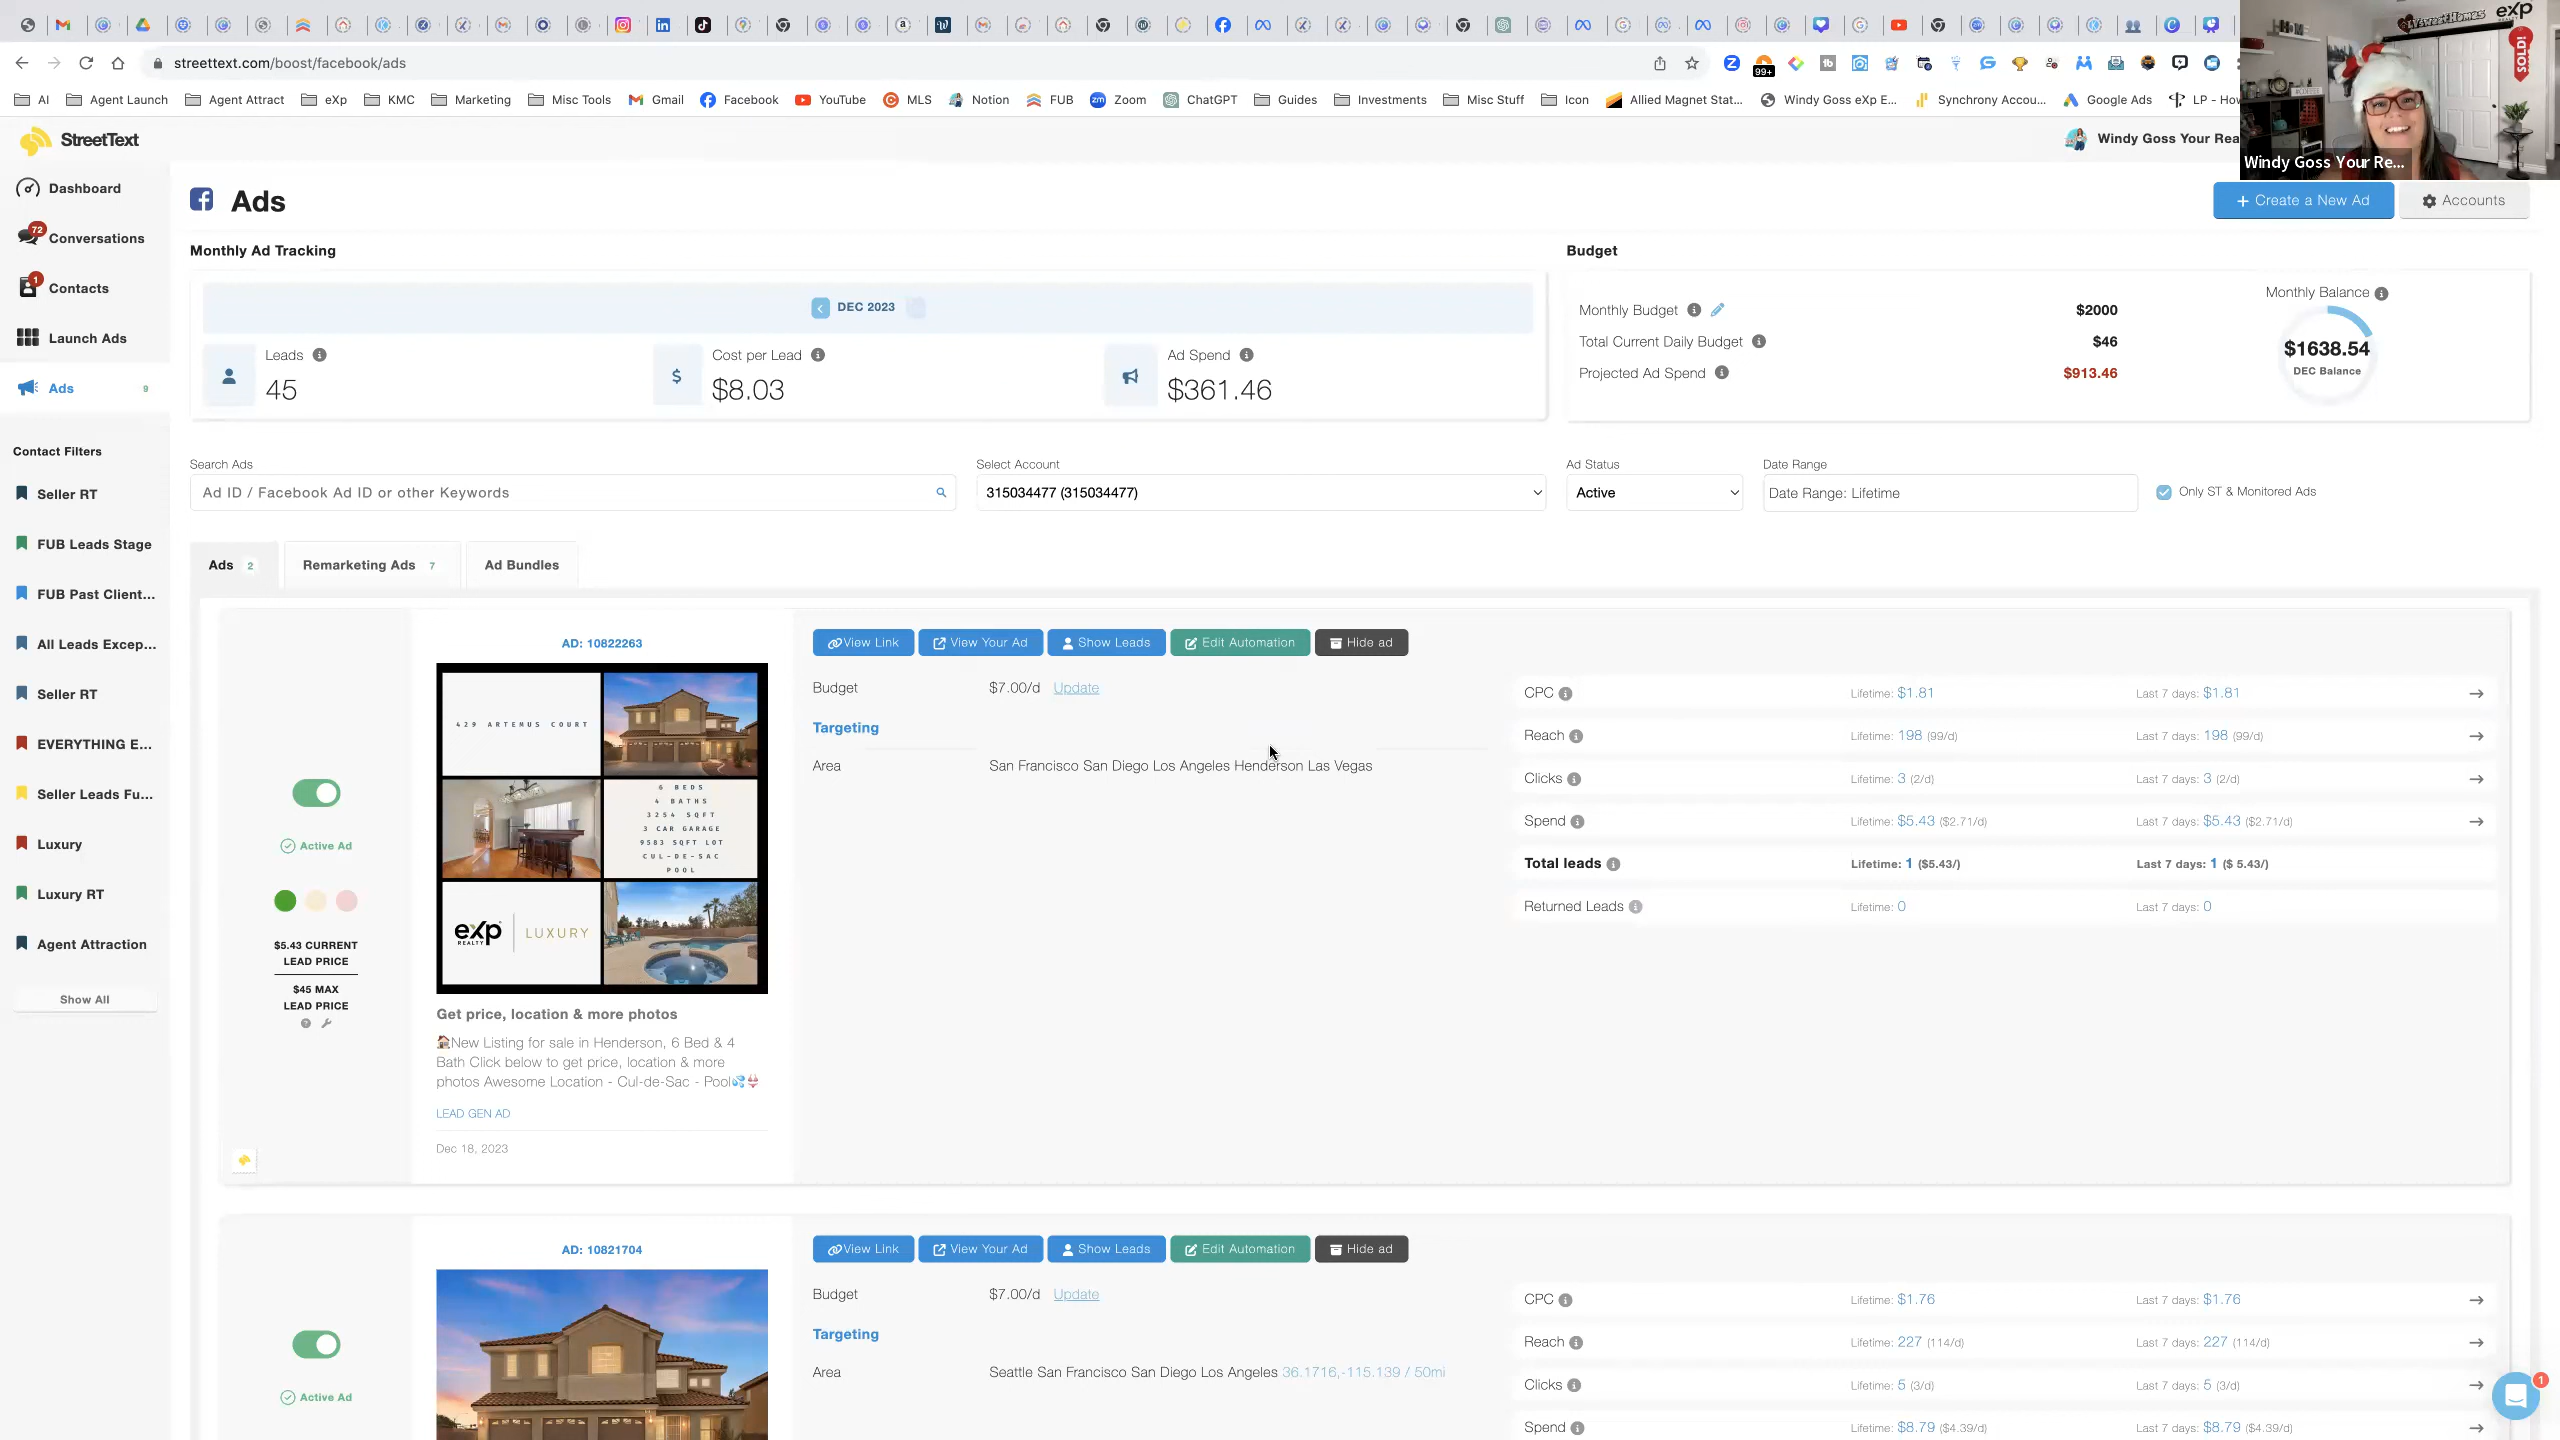 streettext.com/boost/facebook/ads
99+
AI
Agent Launch
Agent Attract
eXp
KMC
Marketing
Misc Tools
Gmail
Facebook
YouTube
MLS
Notion
FUB
Zoom
ChatGPT
Guides
Investments
Misc Stuff
Icon
Allied Magnet Stat...
Windy Goss eXp E...
Synchrony Accou...
Google Ads
LP - How
eXp
SOLD!
Windy Goss Your Re...
StreetText
Windy Goss Your Rea
Dashboard
72
Conversations
1
Contacts
Launch Ads
Ads 9
Contact Filters
Seller RT
FUB Leads Stage
FUB Past Client...
All Leads Excep...
Seller RT
EVERYTHING E...
Seller Leads Fu...
Luxury
Luxury RT
Agent Attraction
Show All
Ads
+ Create a New Ad
Accounts
Monthly Ad Tracking
DEC 2023
Leads
45
Cost per Lead
$8.03
Ad Spend
$361.46
Budget
Monthly Budget $2000
Total Current Daily Budget $46
Projected Ad Spend $913.46
Monthly Balance
$1638.54
DEC Balance
Search Ads
Ad ID / Facebook Ad ID or other Keywords
Select Account
315034477 (315034477)
Ad Status
Active
Date Range
Date Range: Lifetime
Only ST & Monitored Ads
Ads 2
Remarketing Ads 7
Ad Bundles
Active Ad
$5.43 CURRENT
LEAD PRICE
$45 MAX
LEAD PRICE
AD: 10822263
429 ARTEMUS COURT
6 BEDS
4 BATHS
3254 SQFT
3 CAR GARAGE
9583 SQFT LOT
CUL-DE-SAC
POOL
exp
REALTY
LUXURY
Get price, location & more photos
🏠New Listing for sale in Henderson, 6 Bed & 4
Bath Click below to get price, location & more
photos Awesome Location - Cul-de-Sac - Pool💦👙
LEAD GEN AD
Dec 18, 2023
View Link
View Your Ad
Show Leads
Edit Automation
Hide ad
Budget $7.00/d Update
Targeting
Area San Francisco San Diego Los Angeles Henderson Las Vegas
CPC Lifetime: $1.81 Last 7 days: $1.81
Reach Lifetime: 198 (99/d) Last 7 days: 198 (99/d)
Clicks Lifetime: 3 (2/d) Last 7 days: 3 (2/d)
Spend Lifetime: $5.43 ($2.71/d) Last 7 days: $5.43 ($2.71/d)
Total leads Lifetime: 1 ($5.43/) Last 7 days: 1 ($ 5.43/)
Returned Leads Lifetime: 0 Last 7 days: 0
Active Ad
AD: 10821704
View Link
View Your Ad
Show Leads
Edit Automation
Hide ad
Budget $7.00/d Update
Targeting
Area Seattle San Francisco San Diego Los Angeles 36.1716,-115.139 / 50mi
CPC Lifetime: $1.76 Last 7 days: $1.76
Reach Lifetime: 227 (114/d) Last 7 days: 227 (114/d)
Clicks Lifetime: 5 (3/d) Last 7 days: 5 (3/d)
Spend Lifetime: $8.79 ($4.39/d) Last 7 days: $8.79 ($4.39/d)
1